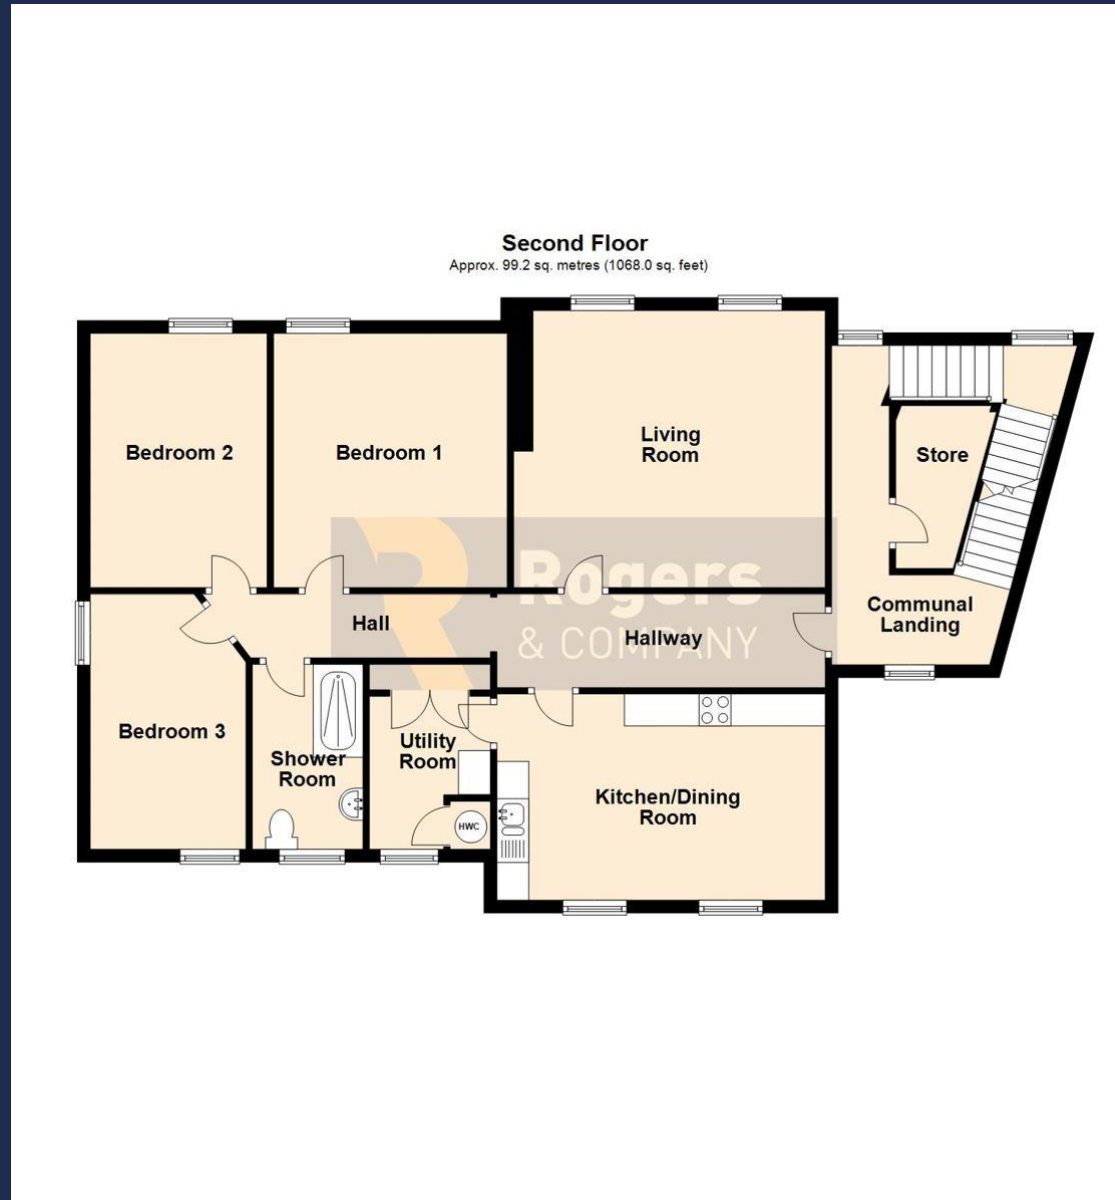 Second Floor
Approx. 99.2 sq. metres (1068.0 sq. feet)
Bedroom 2
Bedroom 1
Living
Room
Store
Rogers
& COMPANY
Hall
Hallway
Communal
Landing
Bedroom 3
Shower
Room
Utility
Room
HWC
Kitchen/Dining
Room